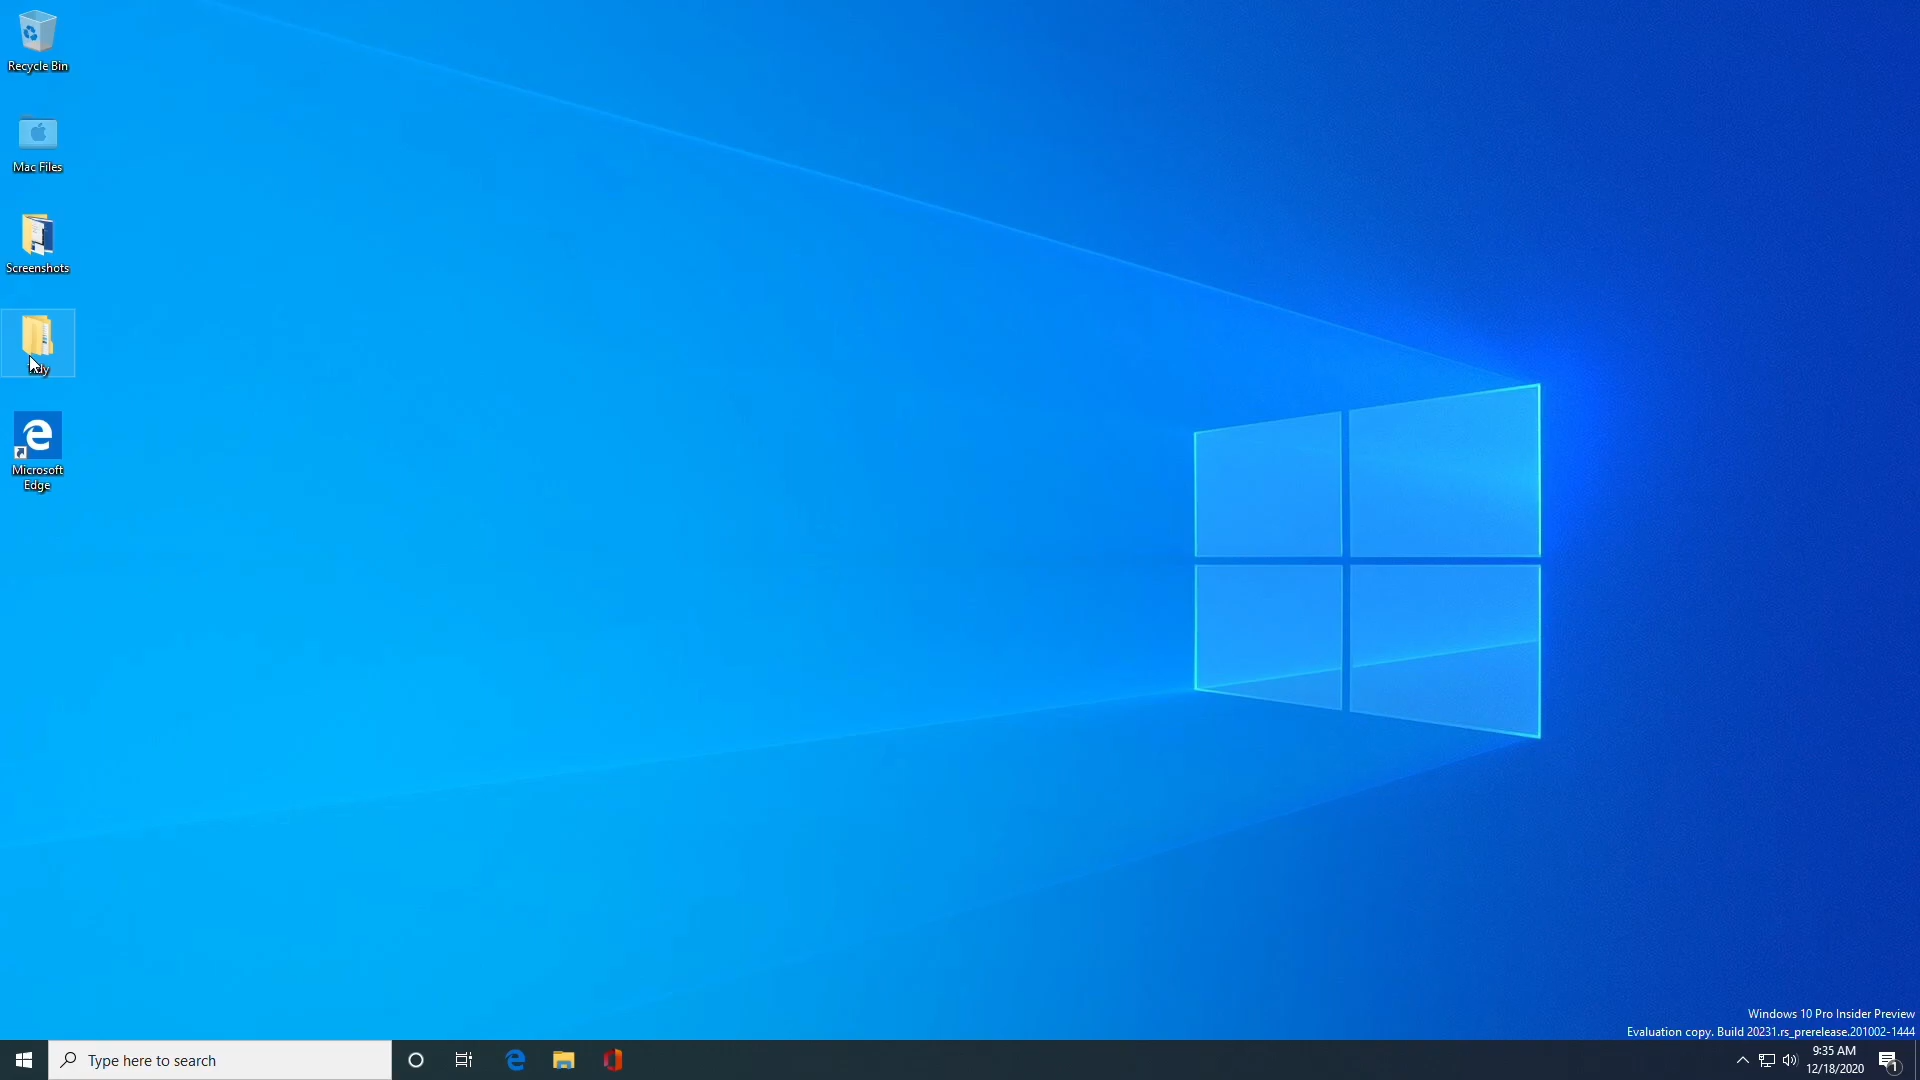 Recycle Bin
Mac Files
Screenshots
Microsoft
Edge
Windows 10 Pro Insider Preview
Evaluation copy. Build 20231.rs_prerelease.201002-1444
Type here to search
9:35 AM
12/18/2020
1